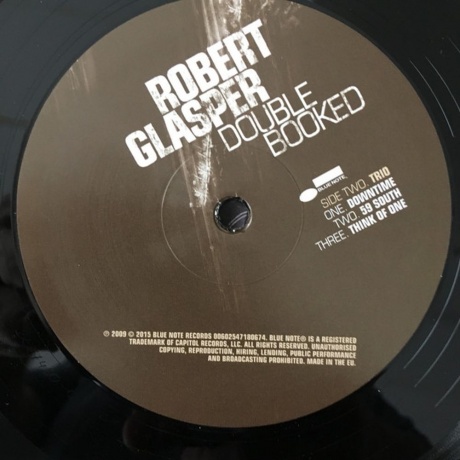 ROBERT
GLASPER
DOUBLE
BOOKED
BLUE NOTE
SIDE TWO. TRIO
ONE. DOWNTIME
TWO. 59 SOUTH
THREE. THINK OF ONE
℗ 2009 © 2015 BLUE NOTE RECORDS 00602547180674. BLUE NOTE® IS A REGISTERED
TRADEMARK OF CAPITOL RECORDS, LLC. ALL RIGHTS RESERVED. UNAUTHORISED
COPYING, REPRODUCTION, HIRING, LENDING, PUBLIC PERFORMANCE
AND BROADCASTING PROHIBITED. MADE IN THE EU.